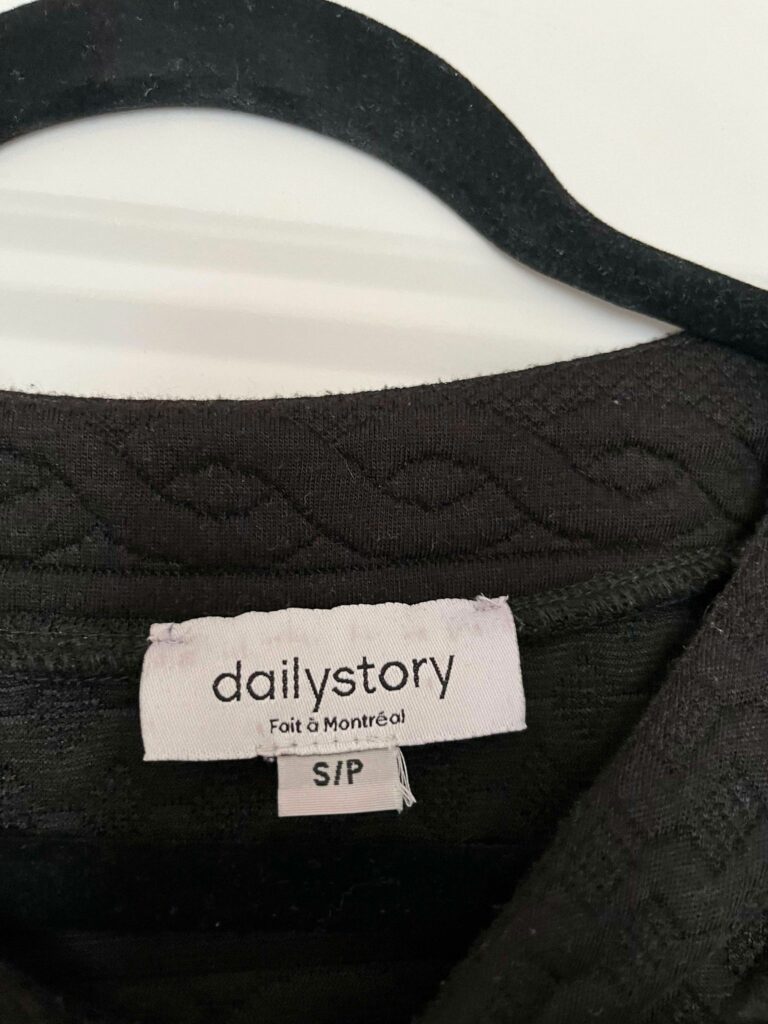 dailystory
Fait à Montréal
S/P